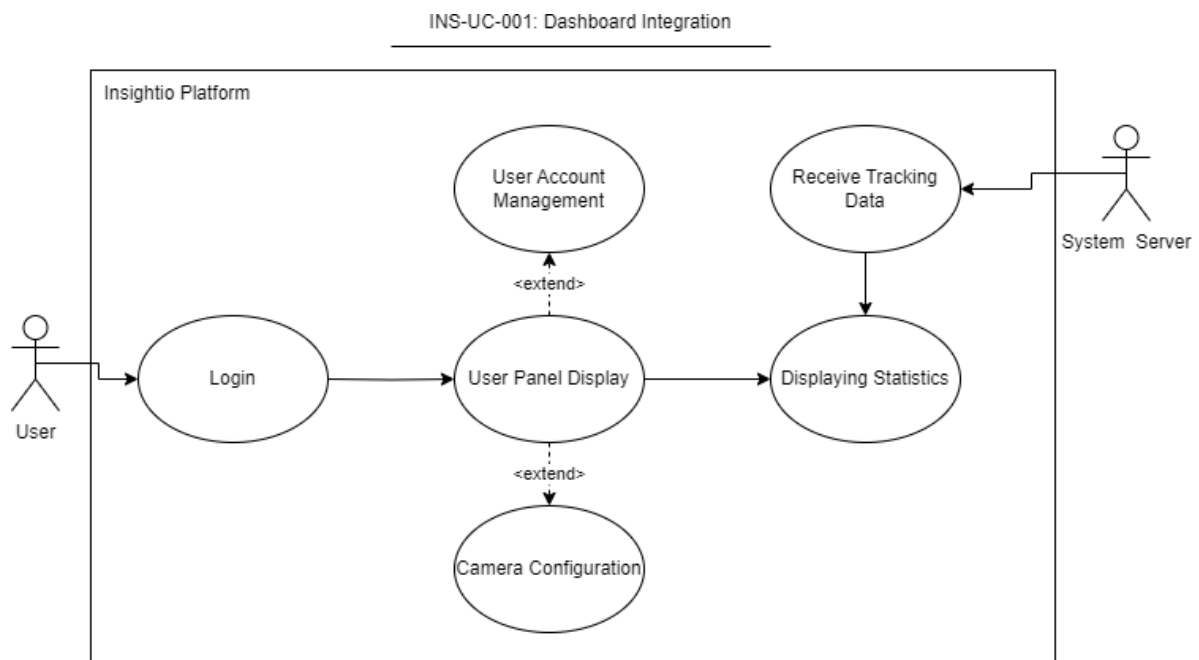 INS-UC-001: Dashboard Integration
Insightio Platform
User Account
Management
Receive Tracking
Data
System Server
<extend>
Login
User Panel Display
Displaying Statistics
User
<extend>
Camera Configuration